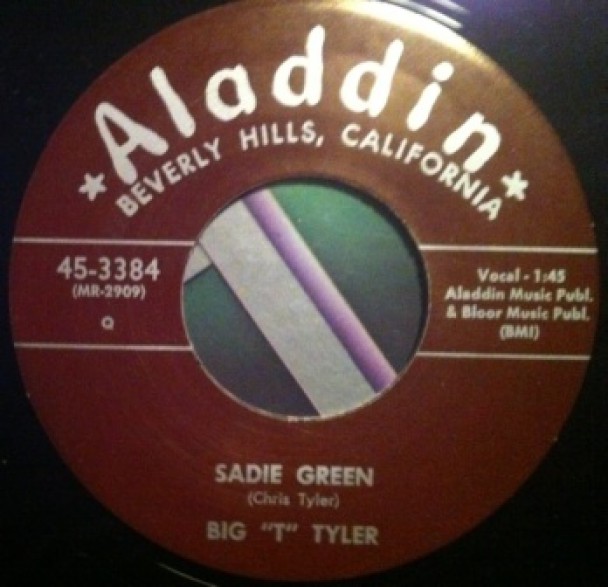 Aladdin
BEVERLY HILLS, CALIFORNIA
45-3384
(MR-2909)
Q
Vocal - 1:45
Aladdin Music Publ.
& Bloor Music Publ.
(BMI)
SADIE GREEN
(Chris Tyler)
BIG "T" TYLER